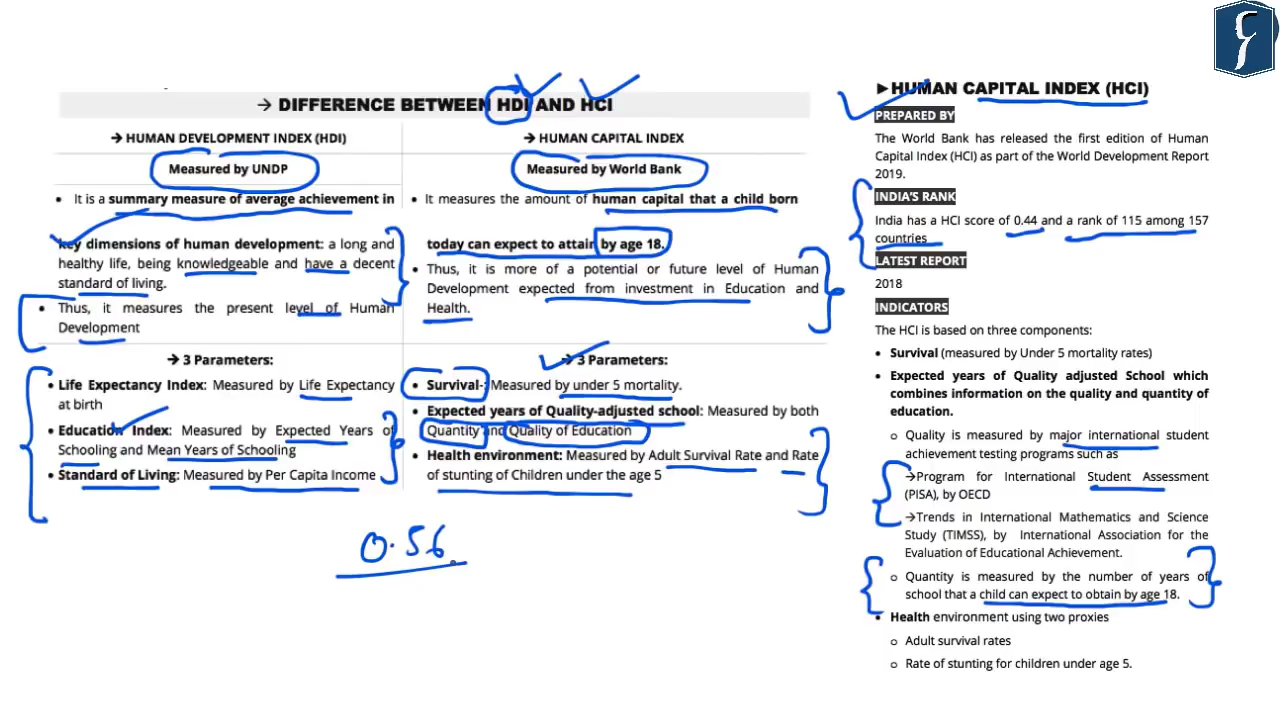 → DIFFERENCE BETWEEN HDI AND HCI
→ HUMAN DEVELOPMENT INDEX (HDI)
Measured by UNDP
• It is a summary measure of average achievement in
key dimensions of human development: a long and
healthy life, being knowledgeable and have a decent
standard of living.
• Thus, it measures the present level of Human
Development
→ 3 Parameters:
• Life Expectancy Index: Measured by Life Expectancy
at birth
• Education Index: Measured by Expected Years of
Schooling and Mean Years of Schooling
• Standard of Living: Measured by Per Capita Income
→ HUMAN CAPITAL INDEX
Measured by World Bank
• It measures the amount of human capital that a child born
today can expect to attain by age 18.
• Thus, it is more of a potential or future level of Human
Development expected from investment in Education and
Health.
→ 3 Parameters:
• Survival-: Measured by under 5 mortality.
• Expected years of Quality-adjusted school: Measured by both
Quantity and Quality of Education
• Health environment: Measured by Adult Survival Rate and Rate
of stunting of Children under the age 5
0.56
►HUMAN CAPITAL INDEX (HCI)
PREPARED BY
The World Bank has released the first edition of Human
Capital Index (HCI) as part of the World Development Report
2019.
INDIA'S RANK
India has a HCI score of 0.44 and a rank of 115 among 157
countries
LATEST REPORT
2018
INDICATORS
The HCI is based on three components:
• Survival (measured by Under 5 mortality rates)
• Expected years of Quality adjusted School which
combines information on the quality and quantity of
education.
o Quality is measured by major international student
achievement testing programs such as
→Program for International Student Assessment
(PISA), by OECD
→Trends in International Mathematics and Science
Study (TIMSS), by International Association for the
Evaluation of Educational Achievement.
o Quantity is measured by the number of years of
school that a child can expect to obtain by age 18.
• Health environment using two proxies
o Adult survival rates
o Rate of stunting for children under age 5.